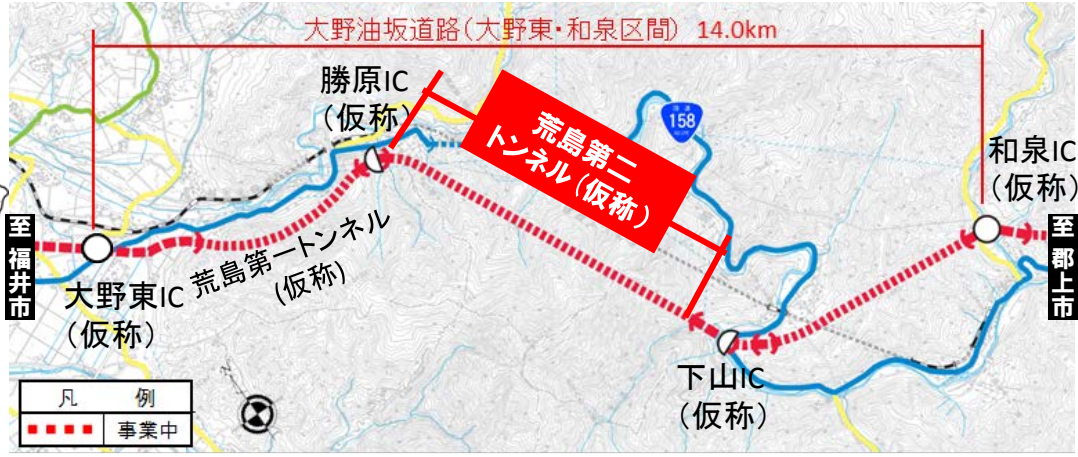 大野油坂道路(大野東・和泉区間) 14.0km
勝原IC
(仮称)
荒島第二
トンネル(仮称)
158
和泉IC
(仮称)
至 福井市
至 郡上市
大野東IC
(仮称)
荒島第一トンネル
(仮称)
下山IC
(仮称)
凡 例
事業中
N